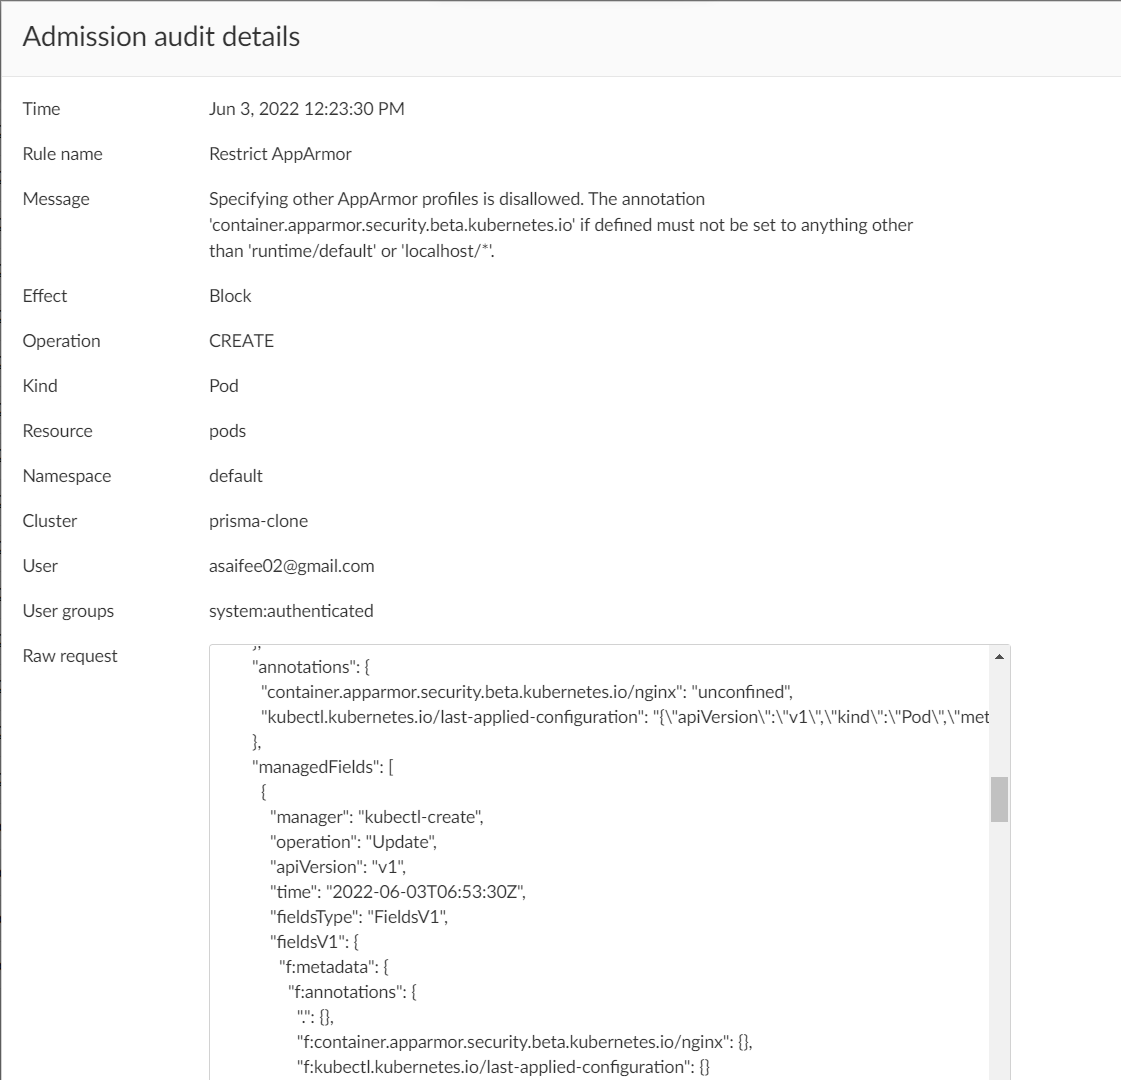 Admission audit details
Time Jun 3, 2022 12:23:30 PM
Rule name Restrict AppArmor
Message Specifying other AppArmor profiles is disallowed. The annotation
'container.apparmor.security.beta.kubernetes.io' if defined must not be set to anything other
than 'runtime/default' or 'localhost/*'.
Effect Block
Operation CREATE
Kind Pod
Resource pods
Namespace default
Cluster prisma-clone
User asaifee02@gmail.com
User groups system:authenticated
Raw request
},
"annotations": {
"container.apparmor.security.beta.kubernetes.io/nginx": "unconfined",
"kubectl.kubernetes.io/last-applied-configuration": "{\"apiVersion\":\"v1\",\"kind\":\"Pod\",\"met
},
"managedFields": [
{
"manager": "kubectl-create",
"operation": "Update",
"apiVersion": "v1",
"time": "2022-06-03T06:53:30Z",
"fieldsType": "FieldsV1",
"fieldsV1": {
"f:metadata": {
"f:annotations": {
".": {},
"f:container.apparmor.security.beta.kubernetes.io/nginx": {},
"f:kubectl.kubernetes.io/last-applied-configuration": {}